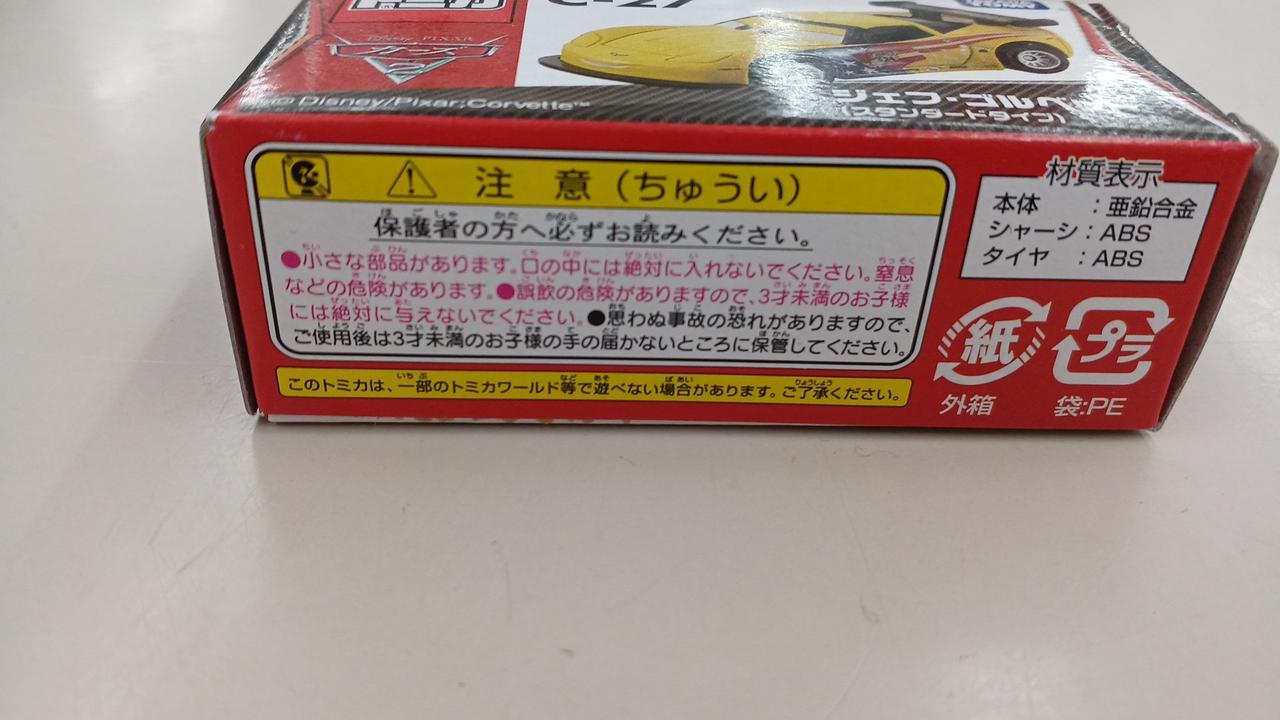 Disney PIXAR
カーズ
2
© Disney/Pixar;Corvette™
ジェフ・ゴルベ
(スタンダードタイプ)
注 意(ちゅうい)
保護者の方へ必ずお読みください。
●小さな部品があります。口の中には絶対に入れないでください。窒息
などの危険があります。●誤飲の危険がありますので、3才未満のお子様
には絶対に与えないでください。●思わぬ事故の恐れがありますので、
ご使用後は3才未満のお子様の手の届かないところに保管してください。
このトミカは、一部のトミカワールド等で遊べない場合があります。ご了承ください。
材質表示
本体 :亜鉛合金
シャーシ:ABS
タイヤ :ABS
紙
外箱
プラ
袋:PE